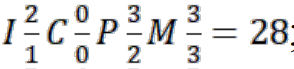 I 2/1 C 0/0 P 3/2 M 3/3 = 28;